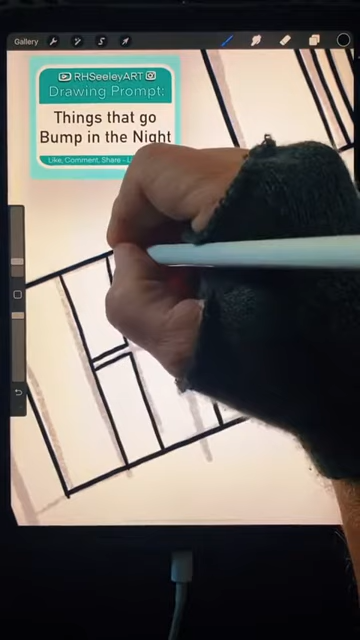 Gallery
RHSeeleyART
Drawing Prompt:
Things that go
Bump in the Night
Like, Comment, Share -